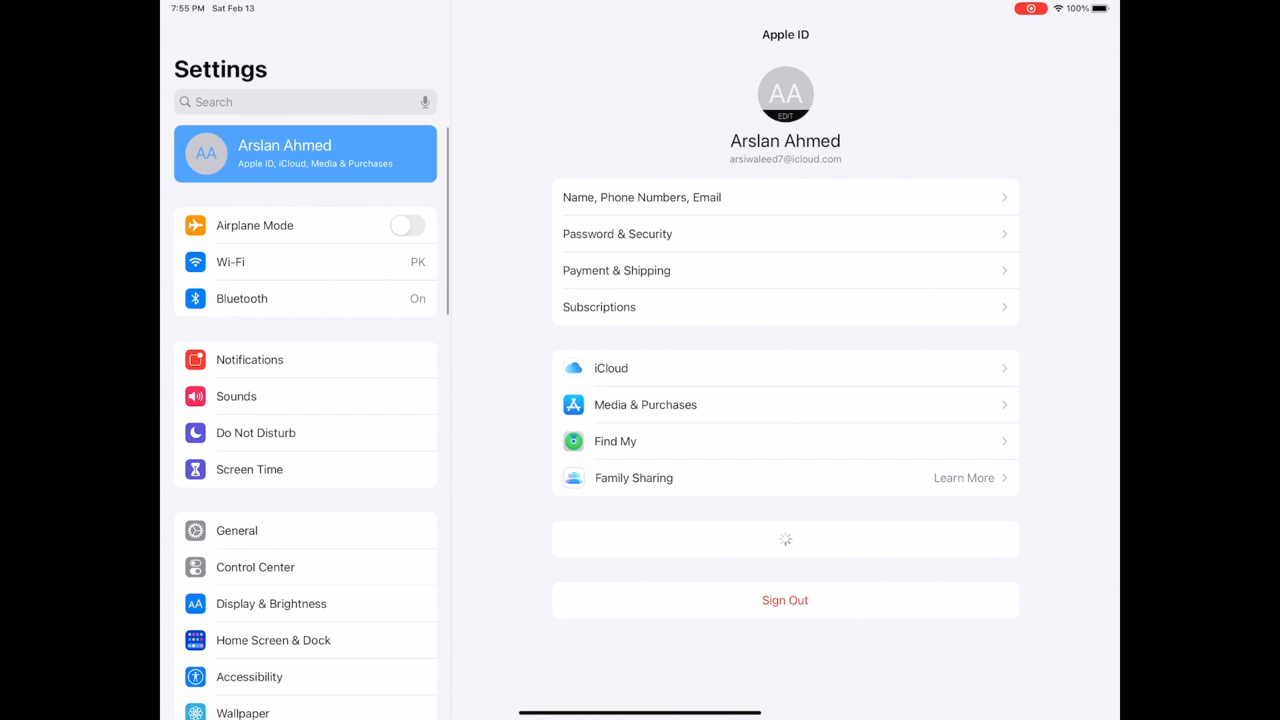 7:55 PM Sat Feb 13
100%
Settings
Search
AA
Arslan Ahmed
Apple ID, iCloud, Media & Purchases
Airplane Mode
Wi-Fi PK
Bluetooth On
Notifications
Sounds
Do Not Disturb
Screen Time
General
Control Center
AA Display & Brightness
Home Screen & Dock
Accessibility
Wallpaper
Apple ID
AA
EDIT
Arslan Ahmed
arsiwaleed7@icloud.com
Name, Phone Numbers, Email
Password & Security
Payment & Shipping
Subscriptions
iCloud
Media & Purchases
Find My
Family Sharing Learn More
Sign Out